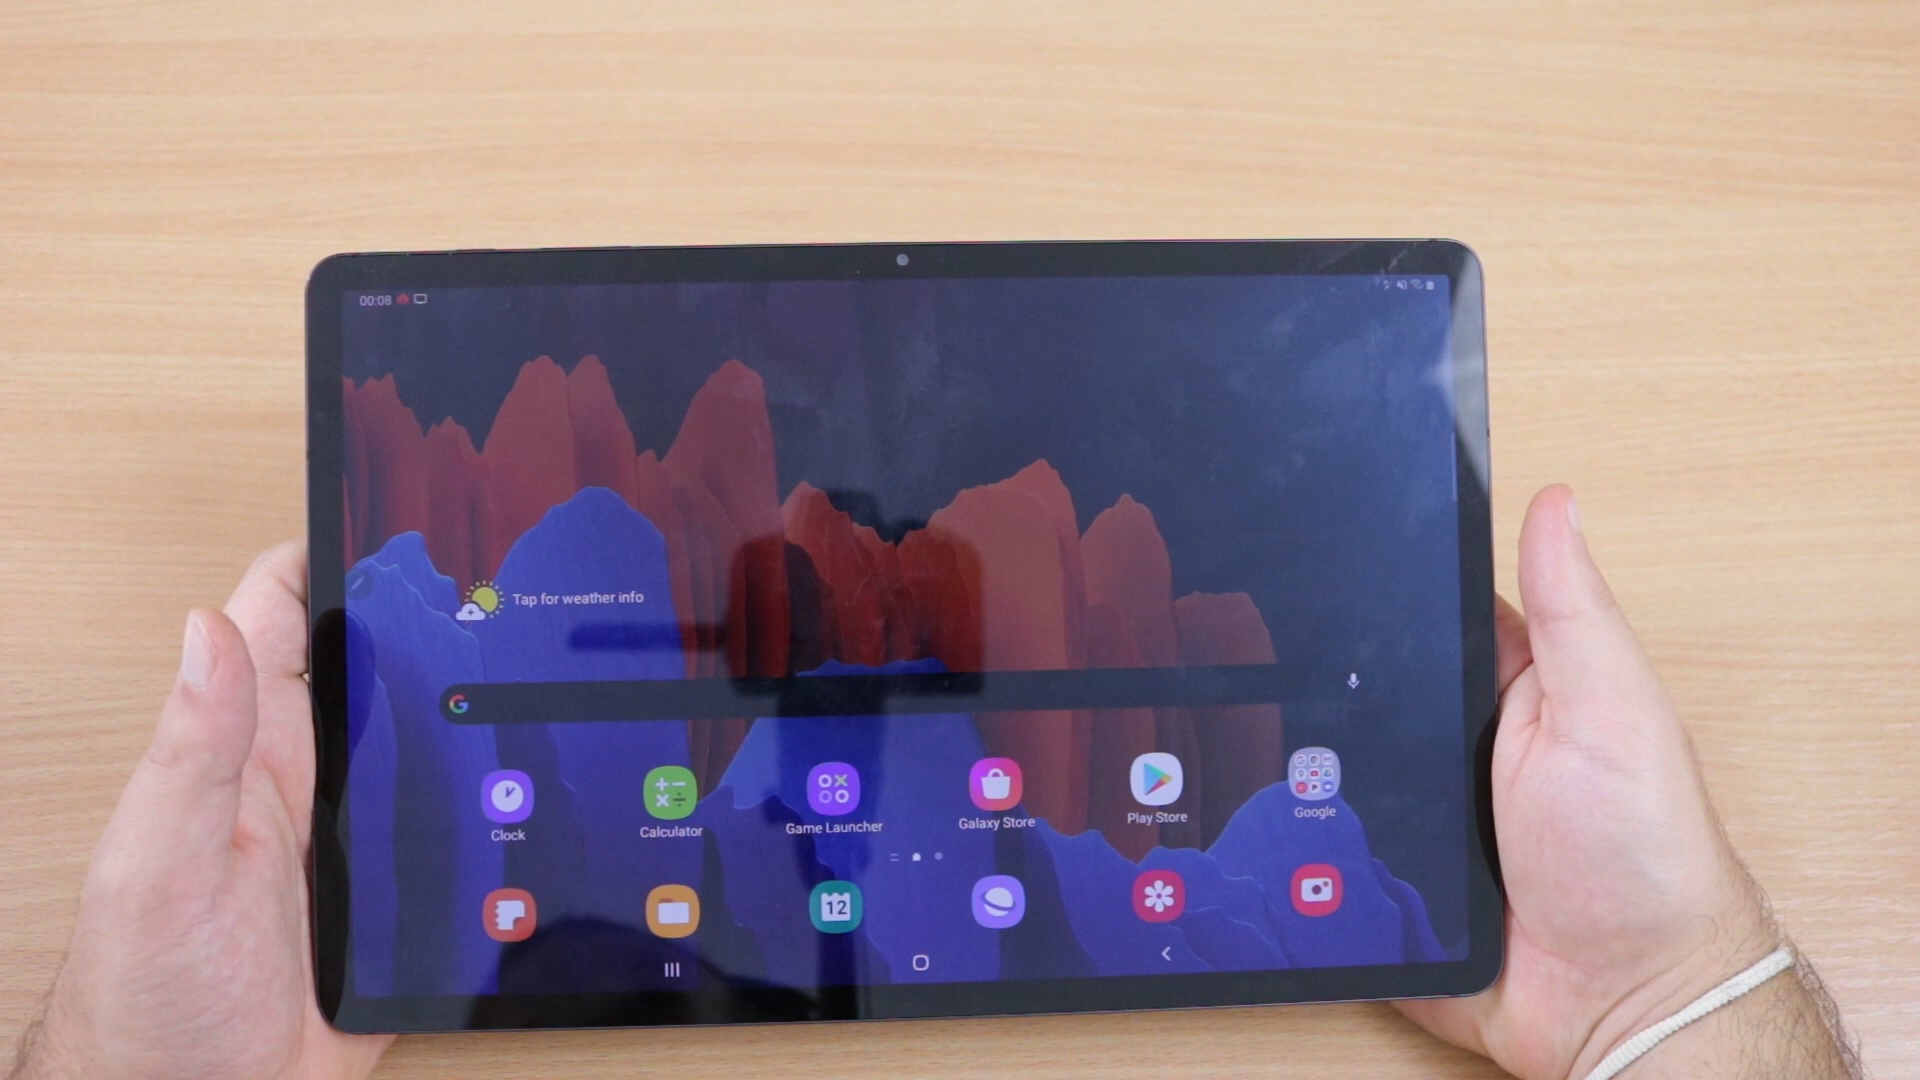 00:08
Tap for weather info
G
Clock
Calculator
Game Launcher
Galaxy Store
Play Store
Google
12